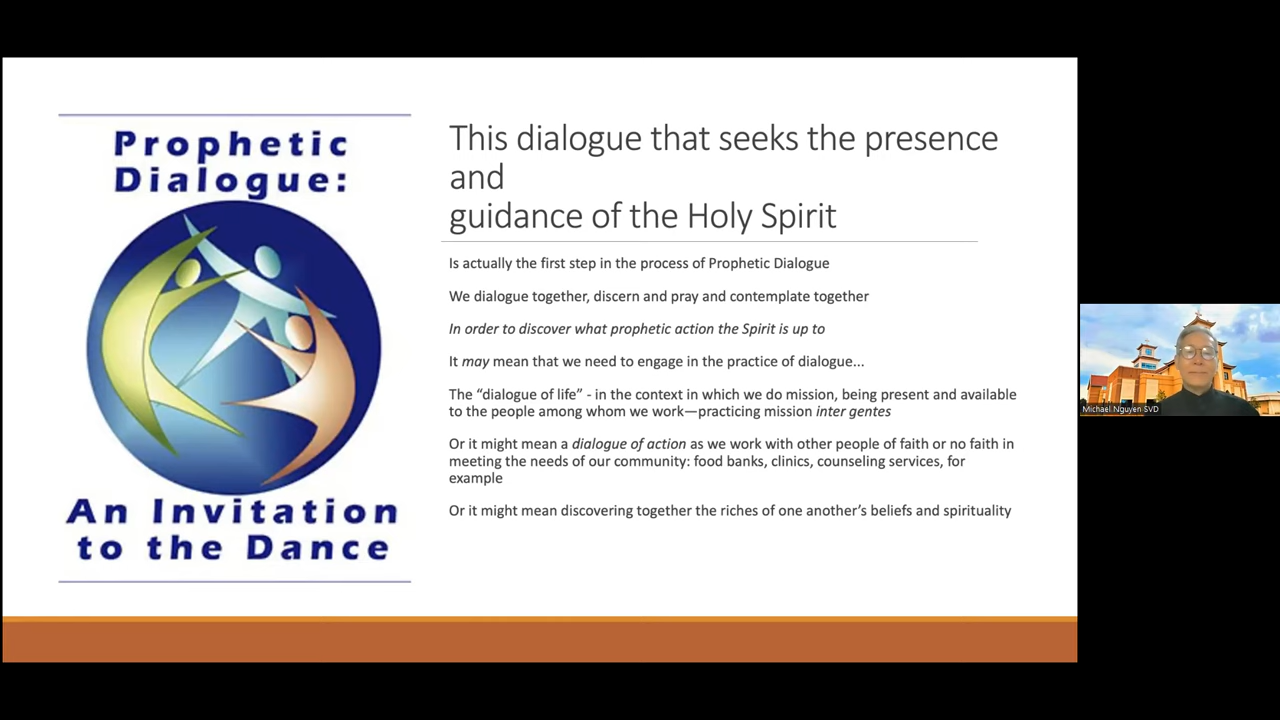 Prophetic
Dialogue:
An Invitation
to the Dance
This dialogue that seeks the presence
and
guidance of the Holy Spirit
Is actually the first step in the process of Prophetic Dialogue
We dialogue together, discern and pray and contemplate together
In order to discover what prophetic action the Spirit is up to
It may mean that we need to engage in the practice of dialogue...
The “dialogue of life” - in the context in which we do mission, being present and available
to the people among whom we work—practicing mission inter gentes
Or it might mean a dialogue of action as we work with other people of faith or no faith in
meeting the needs of our community: food banks, clinics, counseling services, for
example
Or it might mean discovering together the riches of one another’s beliefs and spirituality
Michael Nguyen SVD